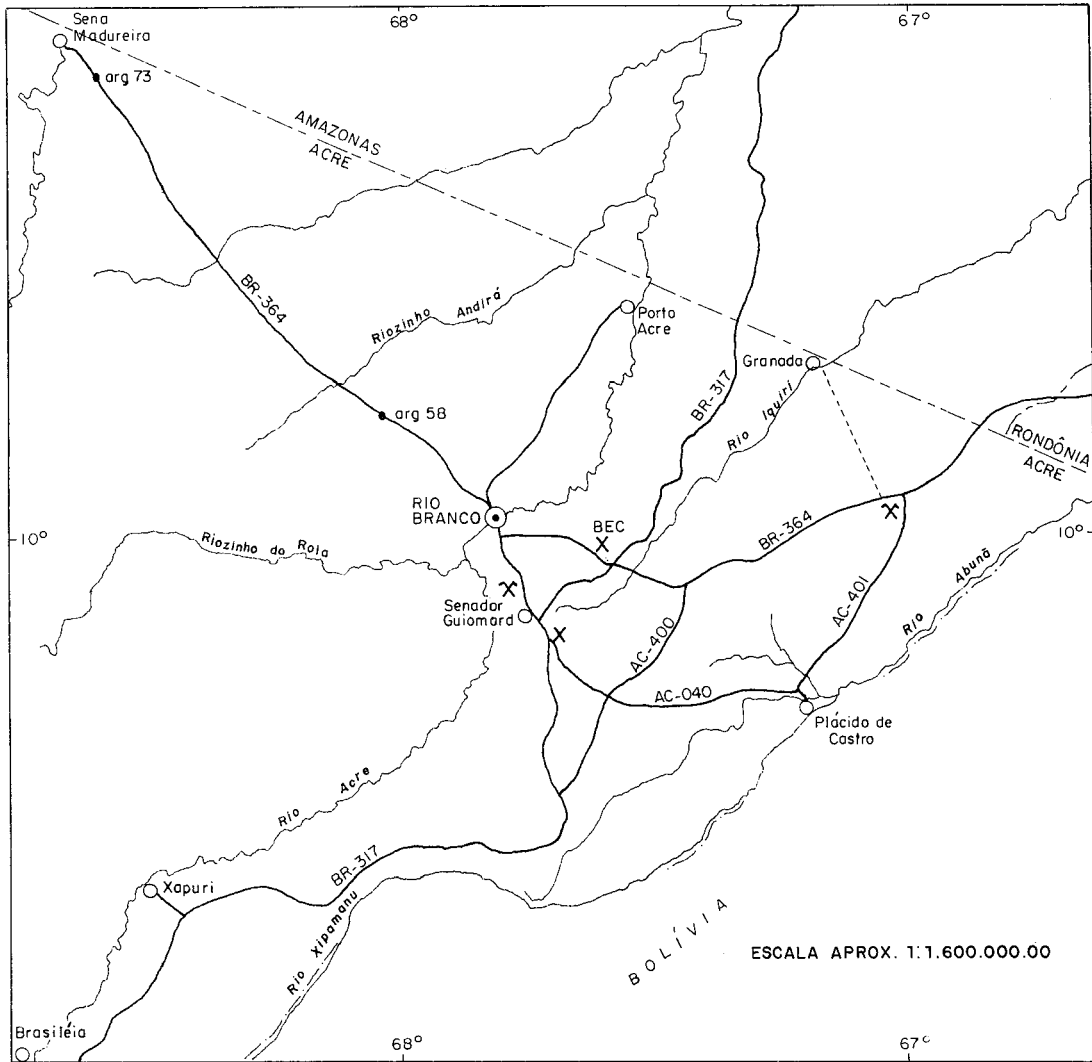 68°
67°
Sena
Madureira
arg 73
AMAZONAS
ACRE
BR-364
Riozinho Andirá
Porto
Acre
Granada
BR-317
Rio Iquiri
arg 58
RONDÔNIA
ACRE
RIO
BRANCO
BEC
BR-364
10°
Riozinho do Rola
10°
Rio Abunã
AC-401
Senador
Guiomard
AC-400
AC-040
Plácido de
Castro
Rio Acre
BR-317
Xapuri
Rio Xipamanu
BOLÍVIA
ESCALA APROX. 1:1.600.000.00
Brasiléia
68°
67°